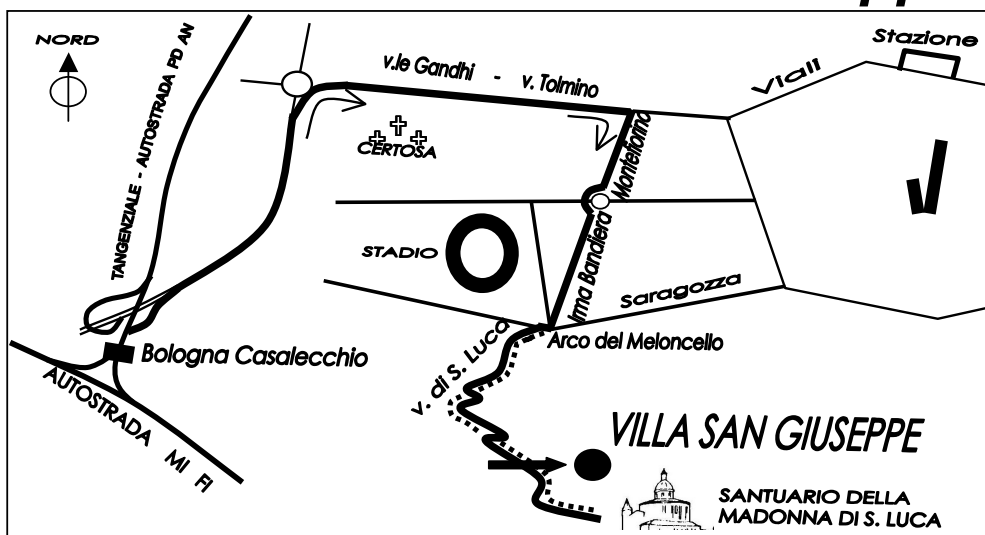 NORD
TANGENZIALE - AUTOSTRADA PD AN
v.le Gandhi - v. Tolmino
Viali
Stazione
CERTOSA
Montefiorino
STADIO
Irma Bandiera
Saragozza
Arco del Meloncello
Bologna Casalecchio
v. di S. Luca
AUTOSTRADA MI FI
VILLA SAN GIUSEPPE
SANTUARIO DELLA
MADONNA DI S. LUCA